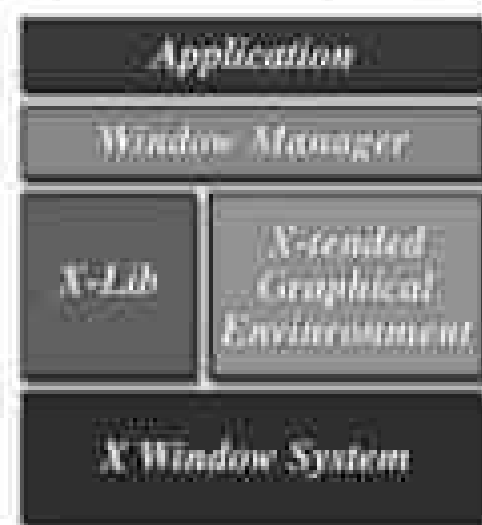 Application
Window Manager
X-Lib
X-tended
Graphical
Environment
X Window System